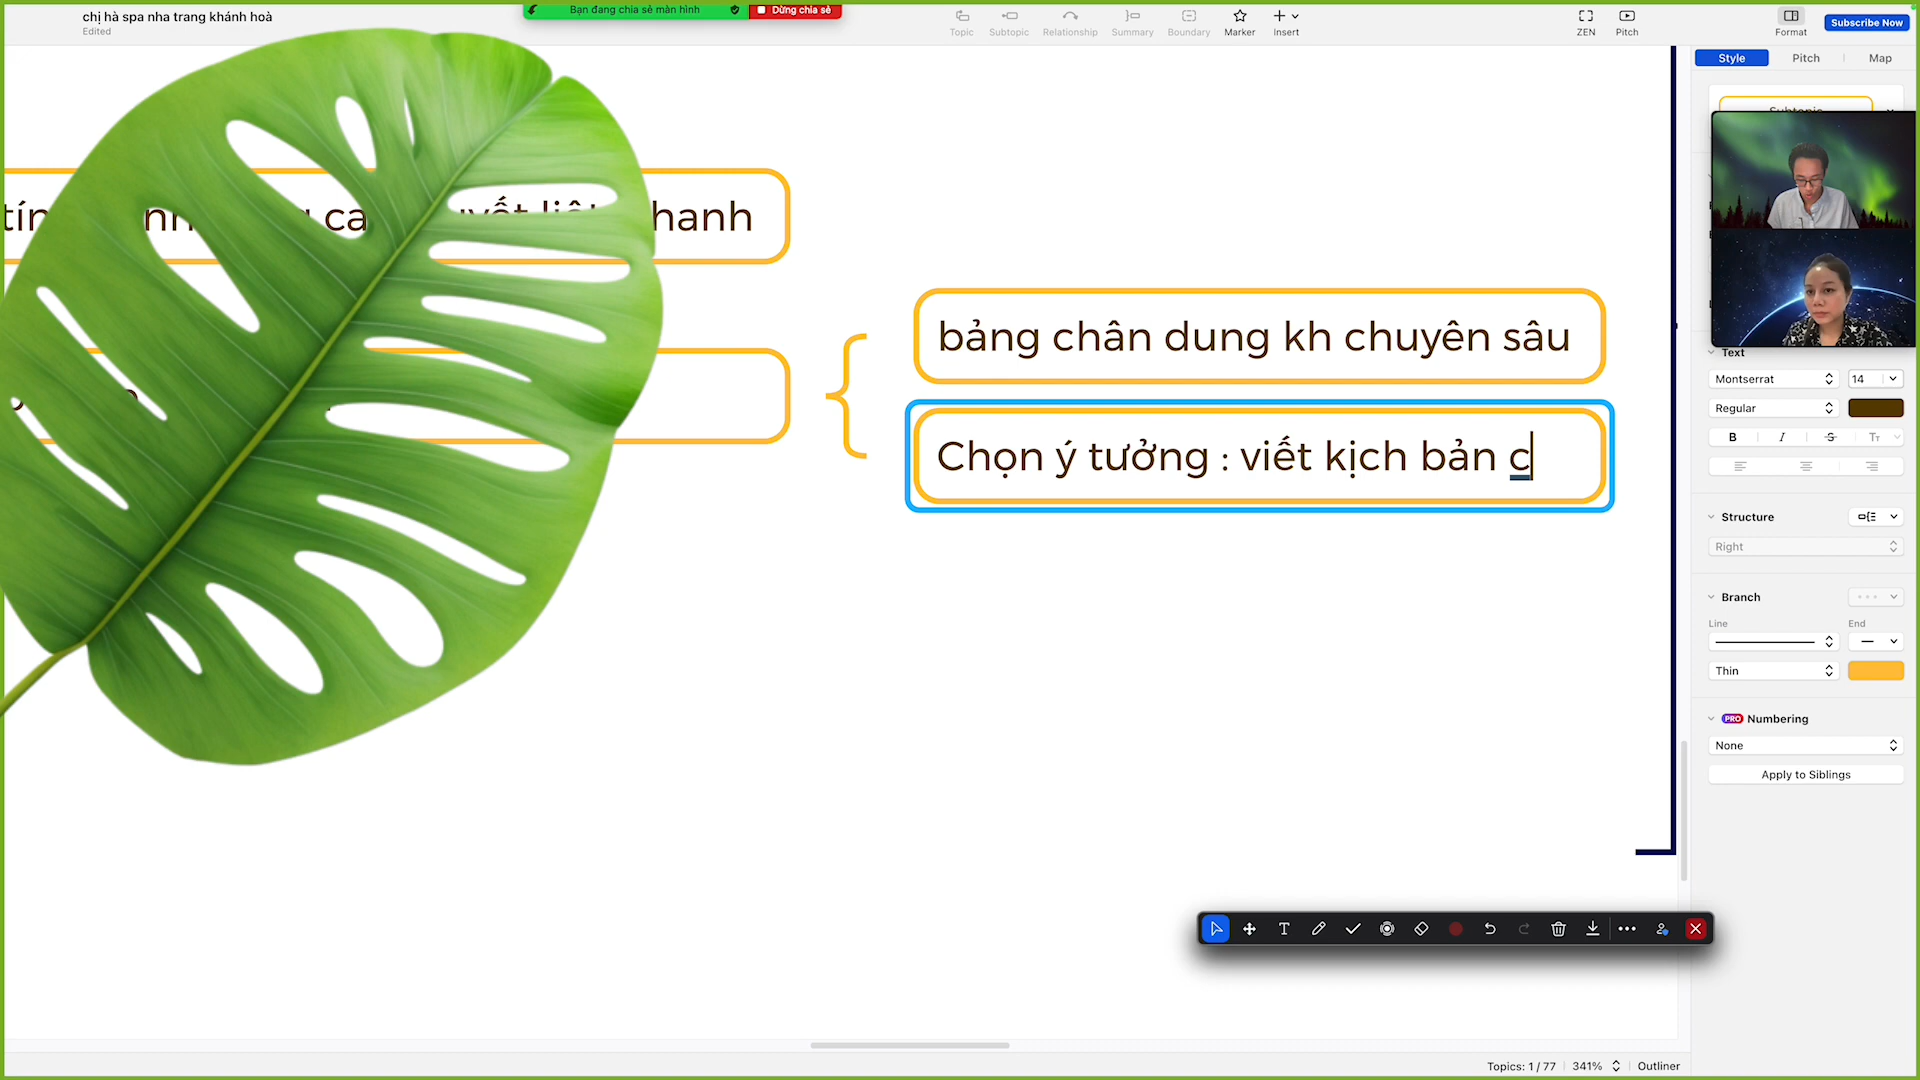 chị hà spa nha trang khánh hoà
Edited
Bạn đang chia sẻ màn hình
Dừng chia sẻ
Topic
Subtopic
Relationship
Summary
Boundary
Marker
Insert
ZEN
Pitch
Format
Subscribe Now
Style
Pitch
Map
bảng chân dung kh chuyên sâu
Chọn ý tưởng : viết kịch bản c
Text
Montserrat
14
Regular
B
I
S
Structure
Right
Branch
Line
End
Thin
PRO Numbering
None
Apply to Siblings
Topics: 1 / 77
341%
Outliner